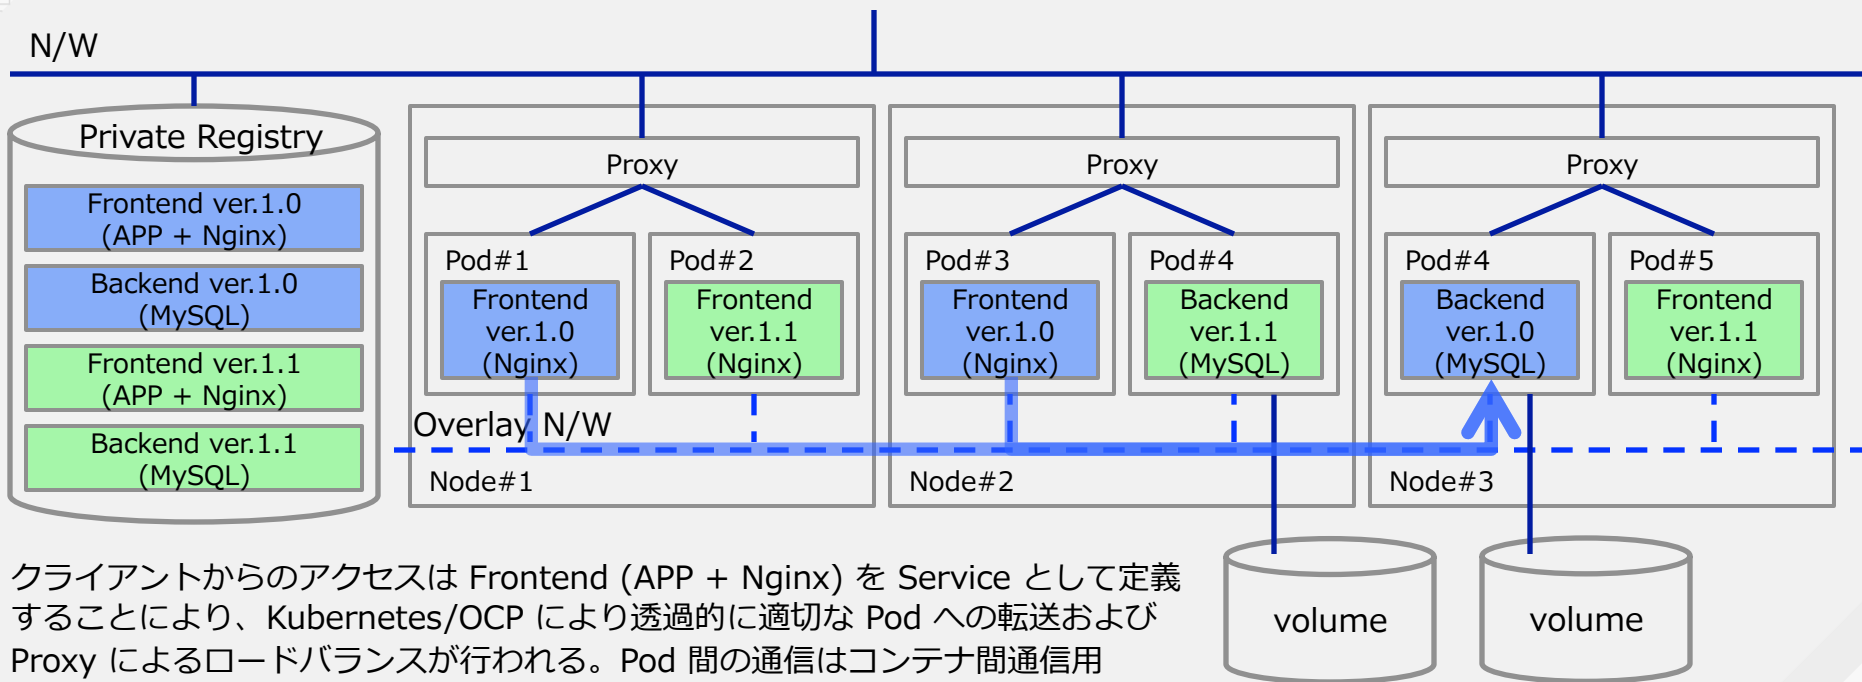 N/W
Private Registry
Frontend ver.1.0
(APP + Nginx)
Backend ver.1.0
(MySQL)
Frontend ver.1.1
(APP + Nginx)
Backend ver.1.1
(MySQL)
Proxy
Pod#1
Frontend
ver.1.0
(Nginx)
Pod#2
Frontend
ver.1.1
(Nginx)
Overlay N/W
Node#1
Proxy
Pod#3
Frontend
ver.1.0
(Nginx)
Pod#4
Backend
ver.1.1
(MySQL)
Node#2
Proxy
Pod#4
Backend
ver.1.0
(MySQL)
Pod#5
Frontend
ver.1.1
(Nginx)
Node#3
volume
volume
クライアントからのアクセスは Frontend (APP + Nginx) を Service として定義
することにより、Kubernetes/OCP により透過的に適切な Pod への転送および
Proxy によるロードバランスが行われる。Pod 間の通信はコンテナ間通信用